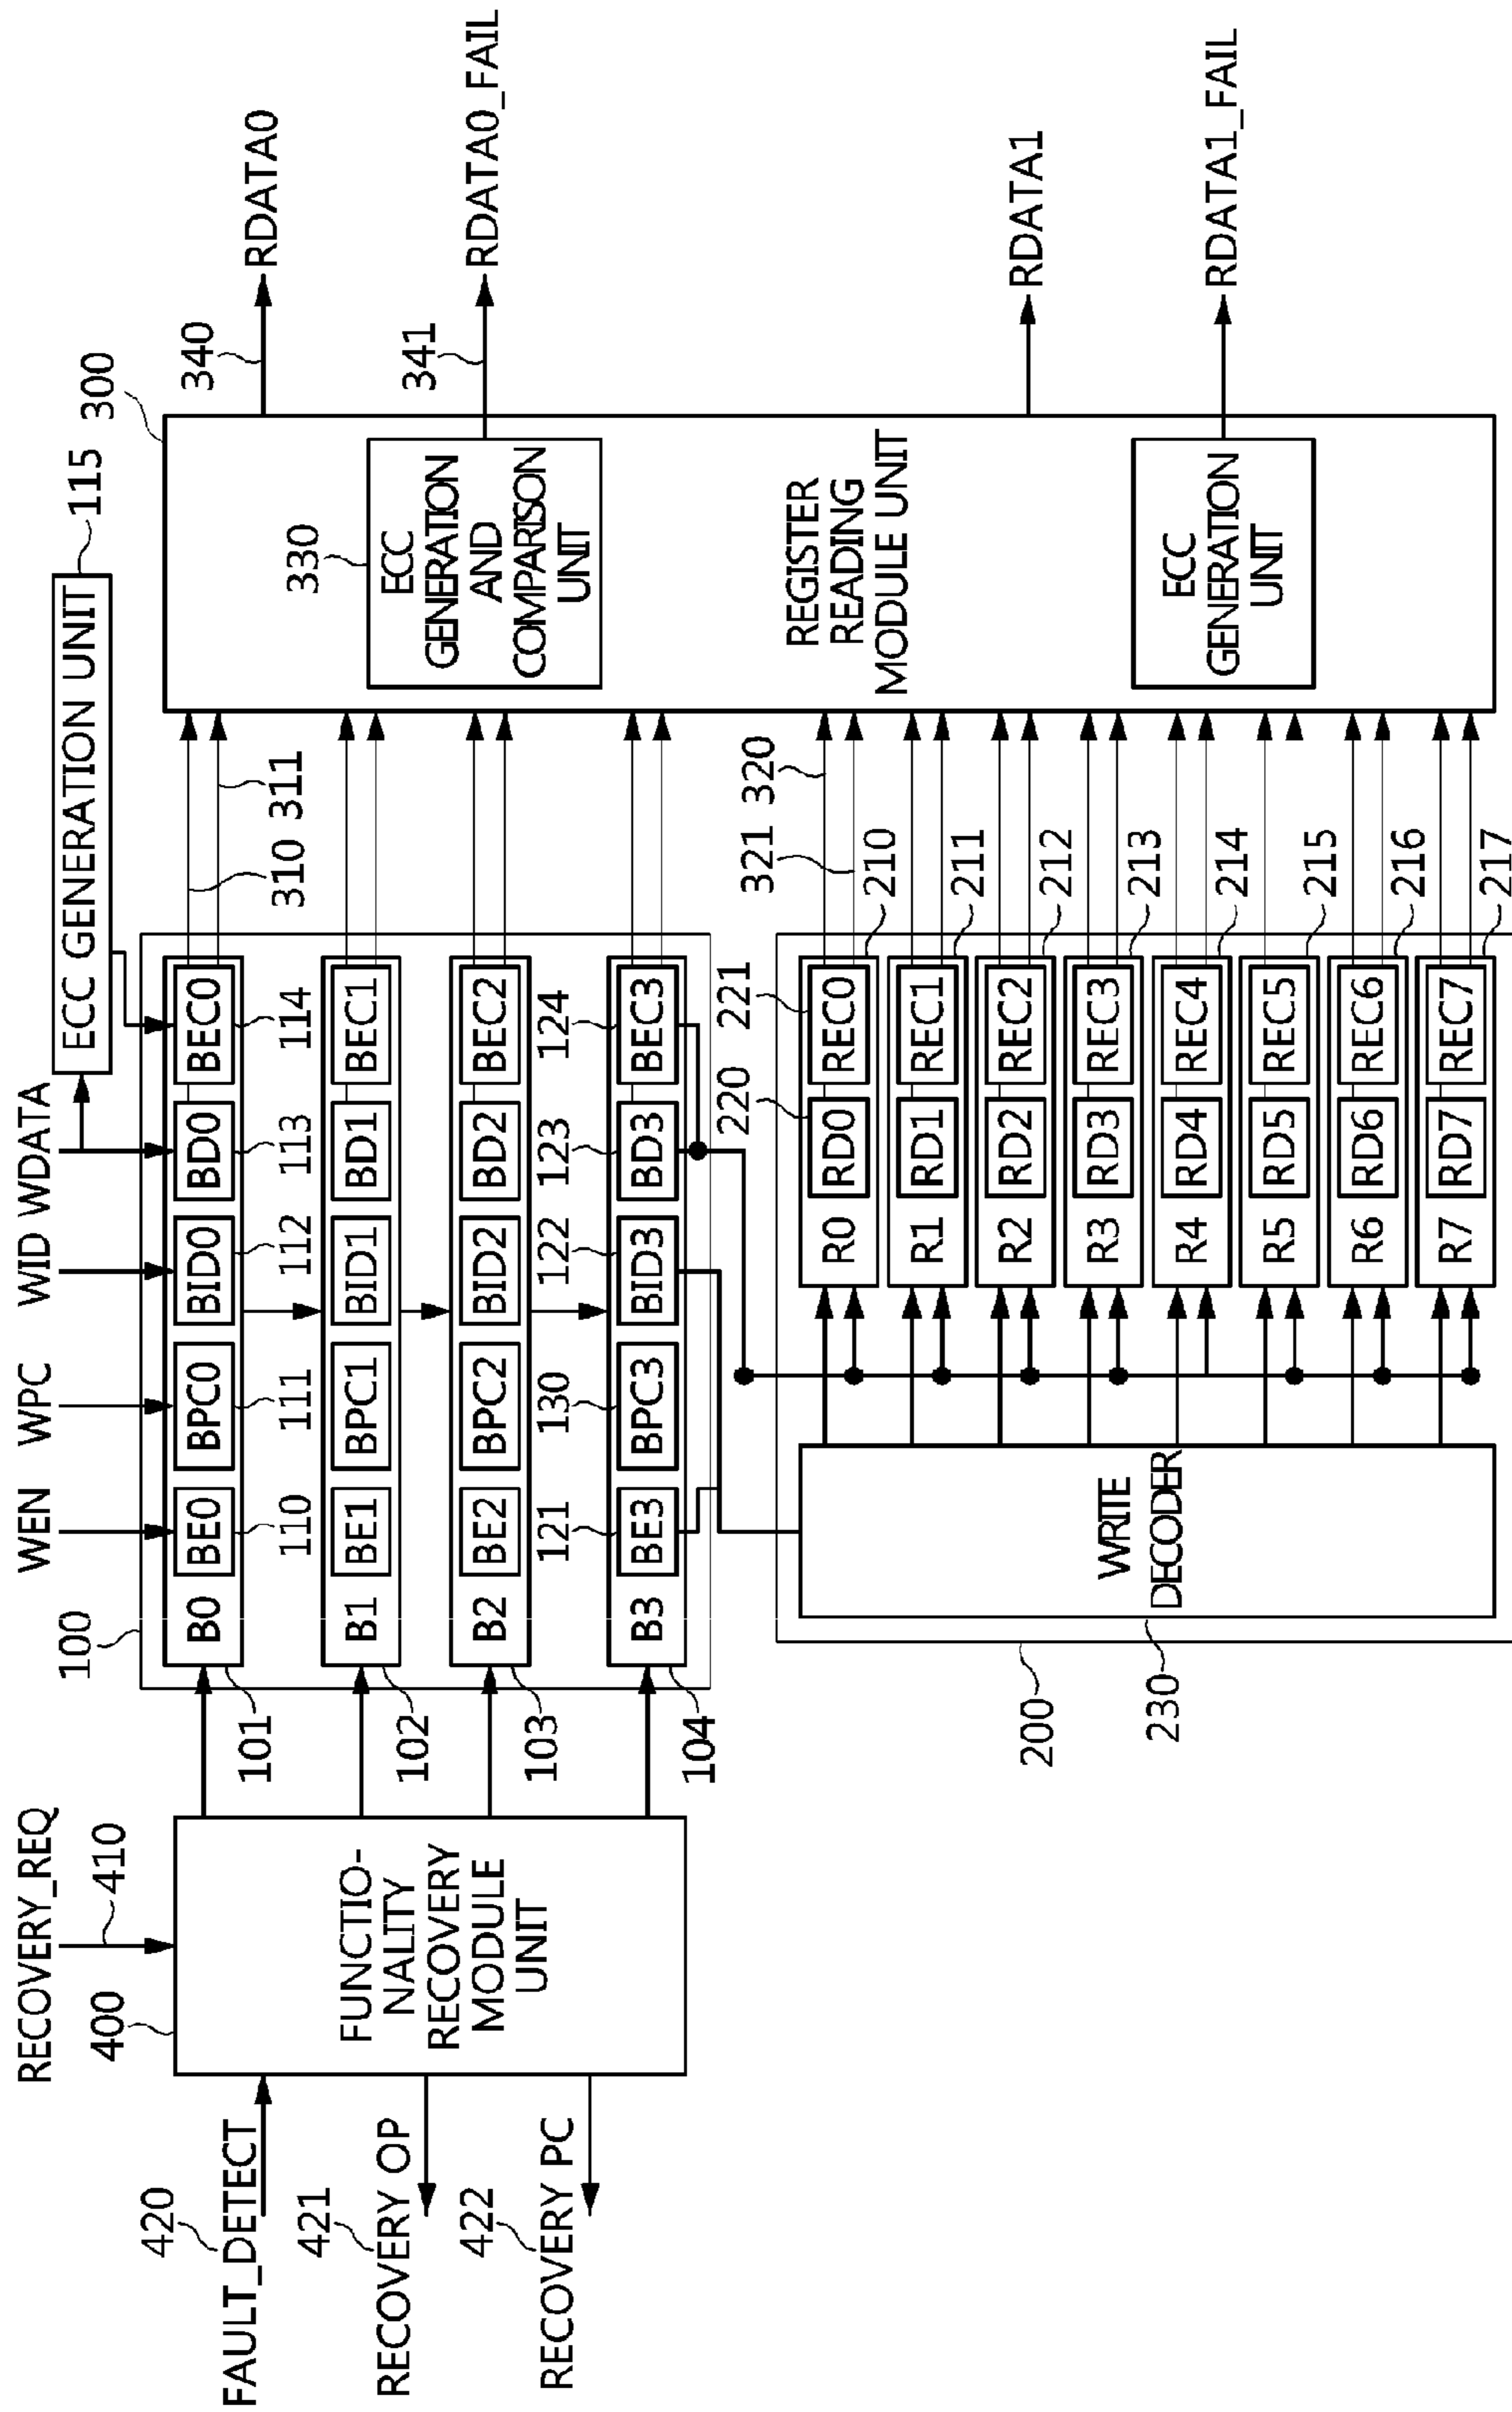 RECOVERY_REQ
WEN
WPC
WID
WDATA
ECC GENERATION UNIT
115
400
410
100
300
420
FAULT_DETECT
421
RECOVERY OP
422
RECOVERY PC
FUNCTIO-
NALITY
RECOVERY
MODULE
UNIT
B0
BE0
BPC0
BID0
BD0
BEC0
101
110
111
112
113
114
310
311
B1
BE1
BPC1
BID1
BD1
BEC1
102
B2
BE2
BPC2
BID2
BD2
BEC2
103
121
130
122
123
124
B3
BE3
BPC3
BID3
BD3
BEC3
104
340
RDATA0
330
ECC
GENERATION
AND
COMPARISON
UNIT
341
RDATA0_FAIL
REGISTER
READING
MODULE UNIT
RDATA1
ECC
GENERATION
UNIT
RDATA1_FAIL
200
230
WRITE
DECODER
220
221
321
320
R0
RD0
REC0
210
R1
RD1
REC1
211
R2
RD2
REC2
212
R3
RD3
REC3
213
R4
RD4
REC4
214
R5
RD5
REC5
215
R6
RD6
REC6
216
R7
RD7
REC7
217